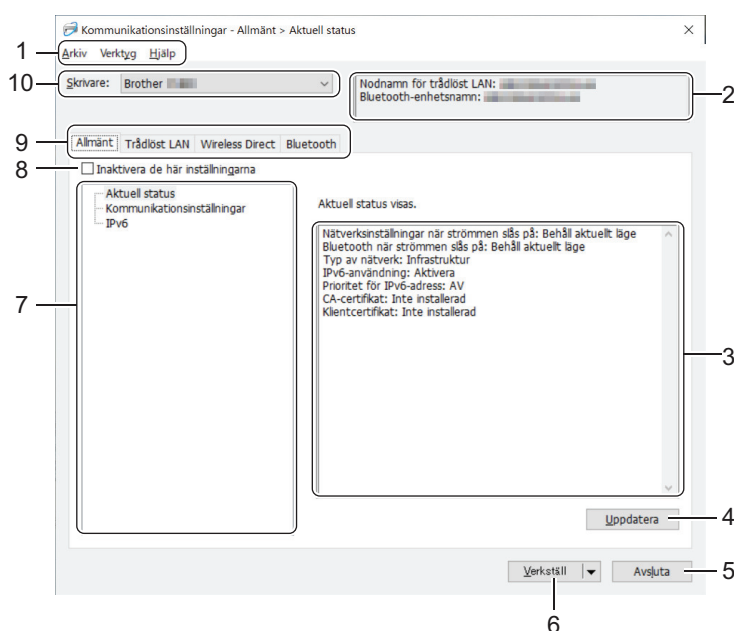 Kommunikationsinställningar - Allmänt > Aktuell status
1
Arkiv Verktyg Hjälp
10
Skrivare: Brother
Nodnamn för trådlöst LAN:
Bluetooth-enhetsnamn:
2
9
Allmänt Trådlöst LAN Wireless Direct Bluetooth
8
Inaktivera de här inställningarna
Aktuell status
Kommunikationsinställningar
IPv6
7
Aktuell status visas.
Nätverksinställningar när strömmen slås på: Behåll aktuellt läge
Bluetooth när strömmen slås på: Behåll aktuellt läge
Typ av nätverk: Infrastruktur
IPv6-användning: Aktivera
Prioritet för IPv6-adress: AV
CA-certifikat: Inte installerad
Klientcertifikat: Inte installerad
3
Uppdatera
4
Verkställ
Avsluta
5
6